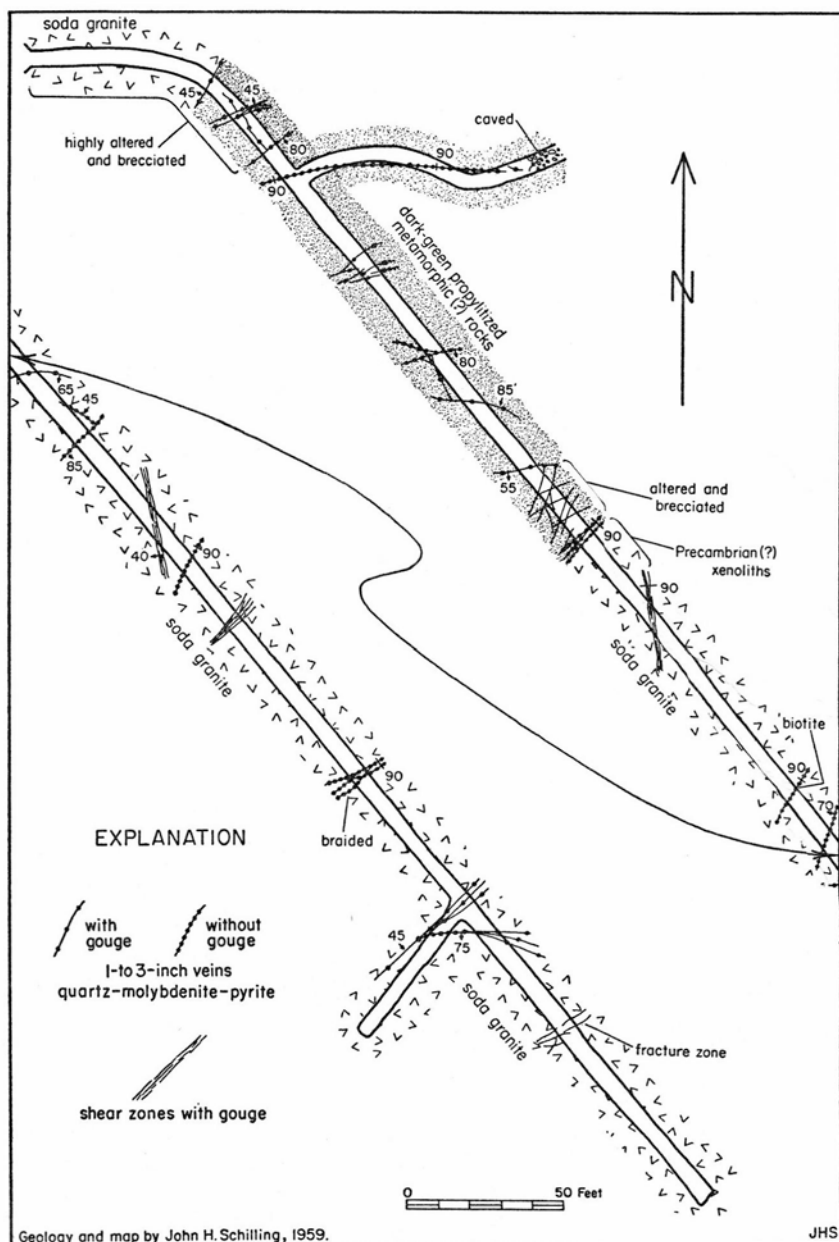 soda granite
45
45
highly altered
and brecciated
80
90
90
caved
N
dark-green propylitized
metamorphic(?) rocks
80
85
55
altered and
brecciated
90
Precambrian(?)
xenoliths
90
soda granite
biotite
90
70
65
45
85
40
90
soda granite
90
braided
45
75
soda granite
fracture zone
EXPLANATION
with
gouge
without
gouge
1-to 3-inch veins
quartz-molybdenite-pyrite
shear zones with gouge
0 50 Feet
Geology and map by John H. Schilling, 1959.
JHS